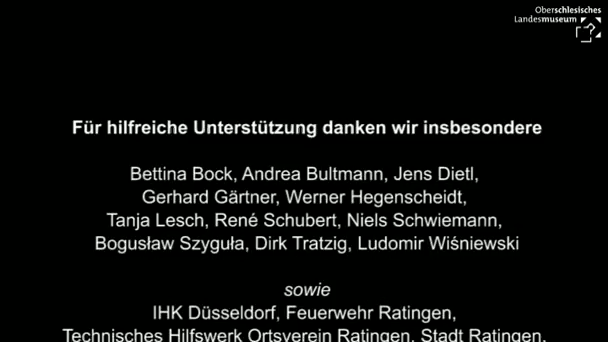 Oberschlesisches
Landesmuseum
Für hilfreiche Unterstützung danken wir insbesondere
Bettina Bock, Andrea Bultmann, Jens Dietl,
Gerhard Gärtner, Werner Hegenscheidt,
Tanja Lesch, René Schubert, Niels Schwiemann,
Bogusław Szyguła, Dirk Tratzig, Ludomir Wiśniewski
sowie
IHK Düsseldorf, Feuerwehr Ratingen,
Technisches Hilfswerk Ortsverein Ratingen, Stadt Ratingen,